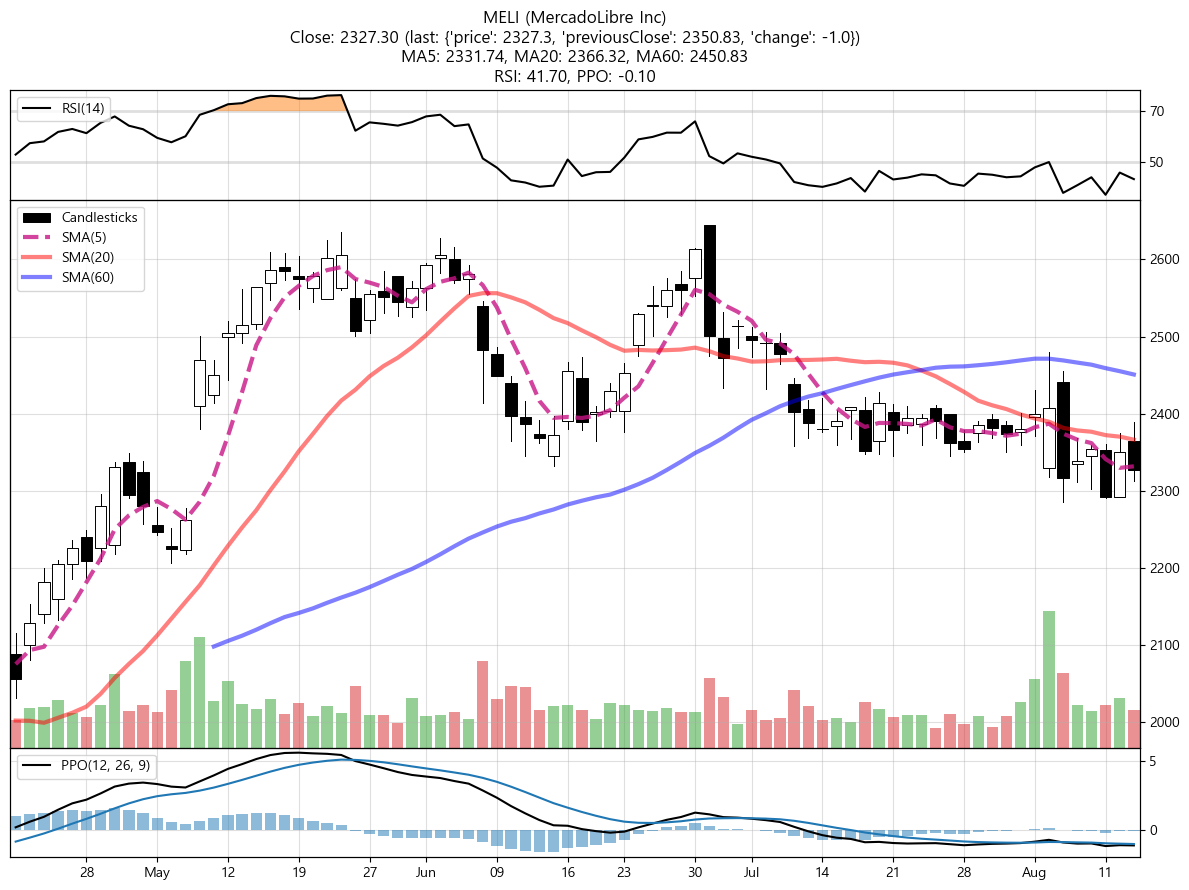 MELI (MercadoLibre Inc)
Close: 2327.30 (last: {'price': 2327.3, 'previousClose': 2350.83, 'change': -1.0})
MA5: 2331.74, MA20: 2366.32, MA60: 2450.83
RSI: 41.70, PPO: -0.10
RSI(14)
70
50
Candlesticks
SMA(5)
SMA(20)
SMA(60)
2600
2500
2400
2300
2200
2100
2000
PPO(12, 26, 9)
5
0
28 May 12 19 27 Jun 09 16 23 30 Jul 14 21 28 Aug 11